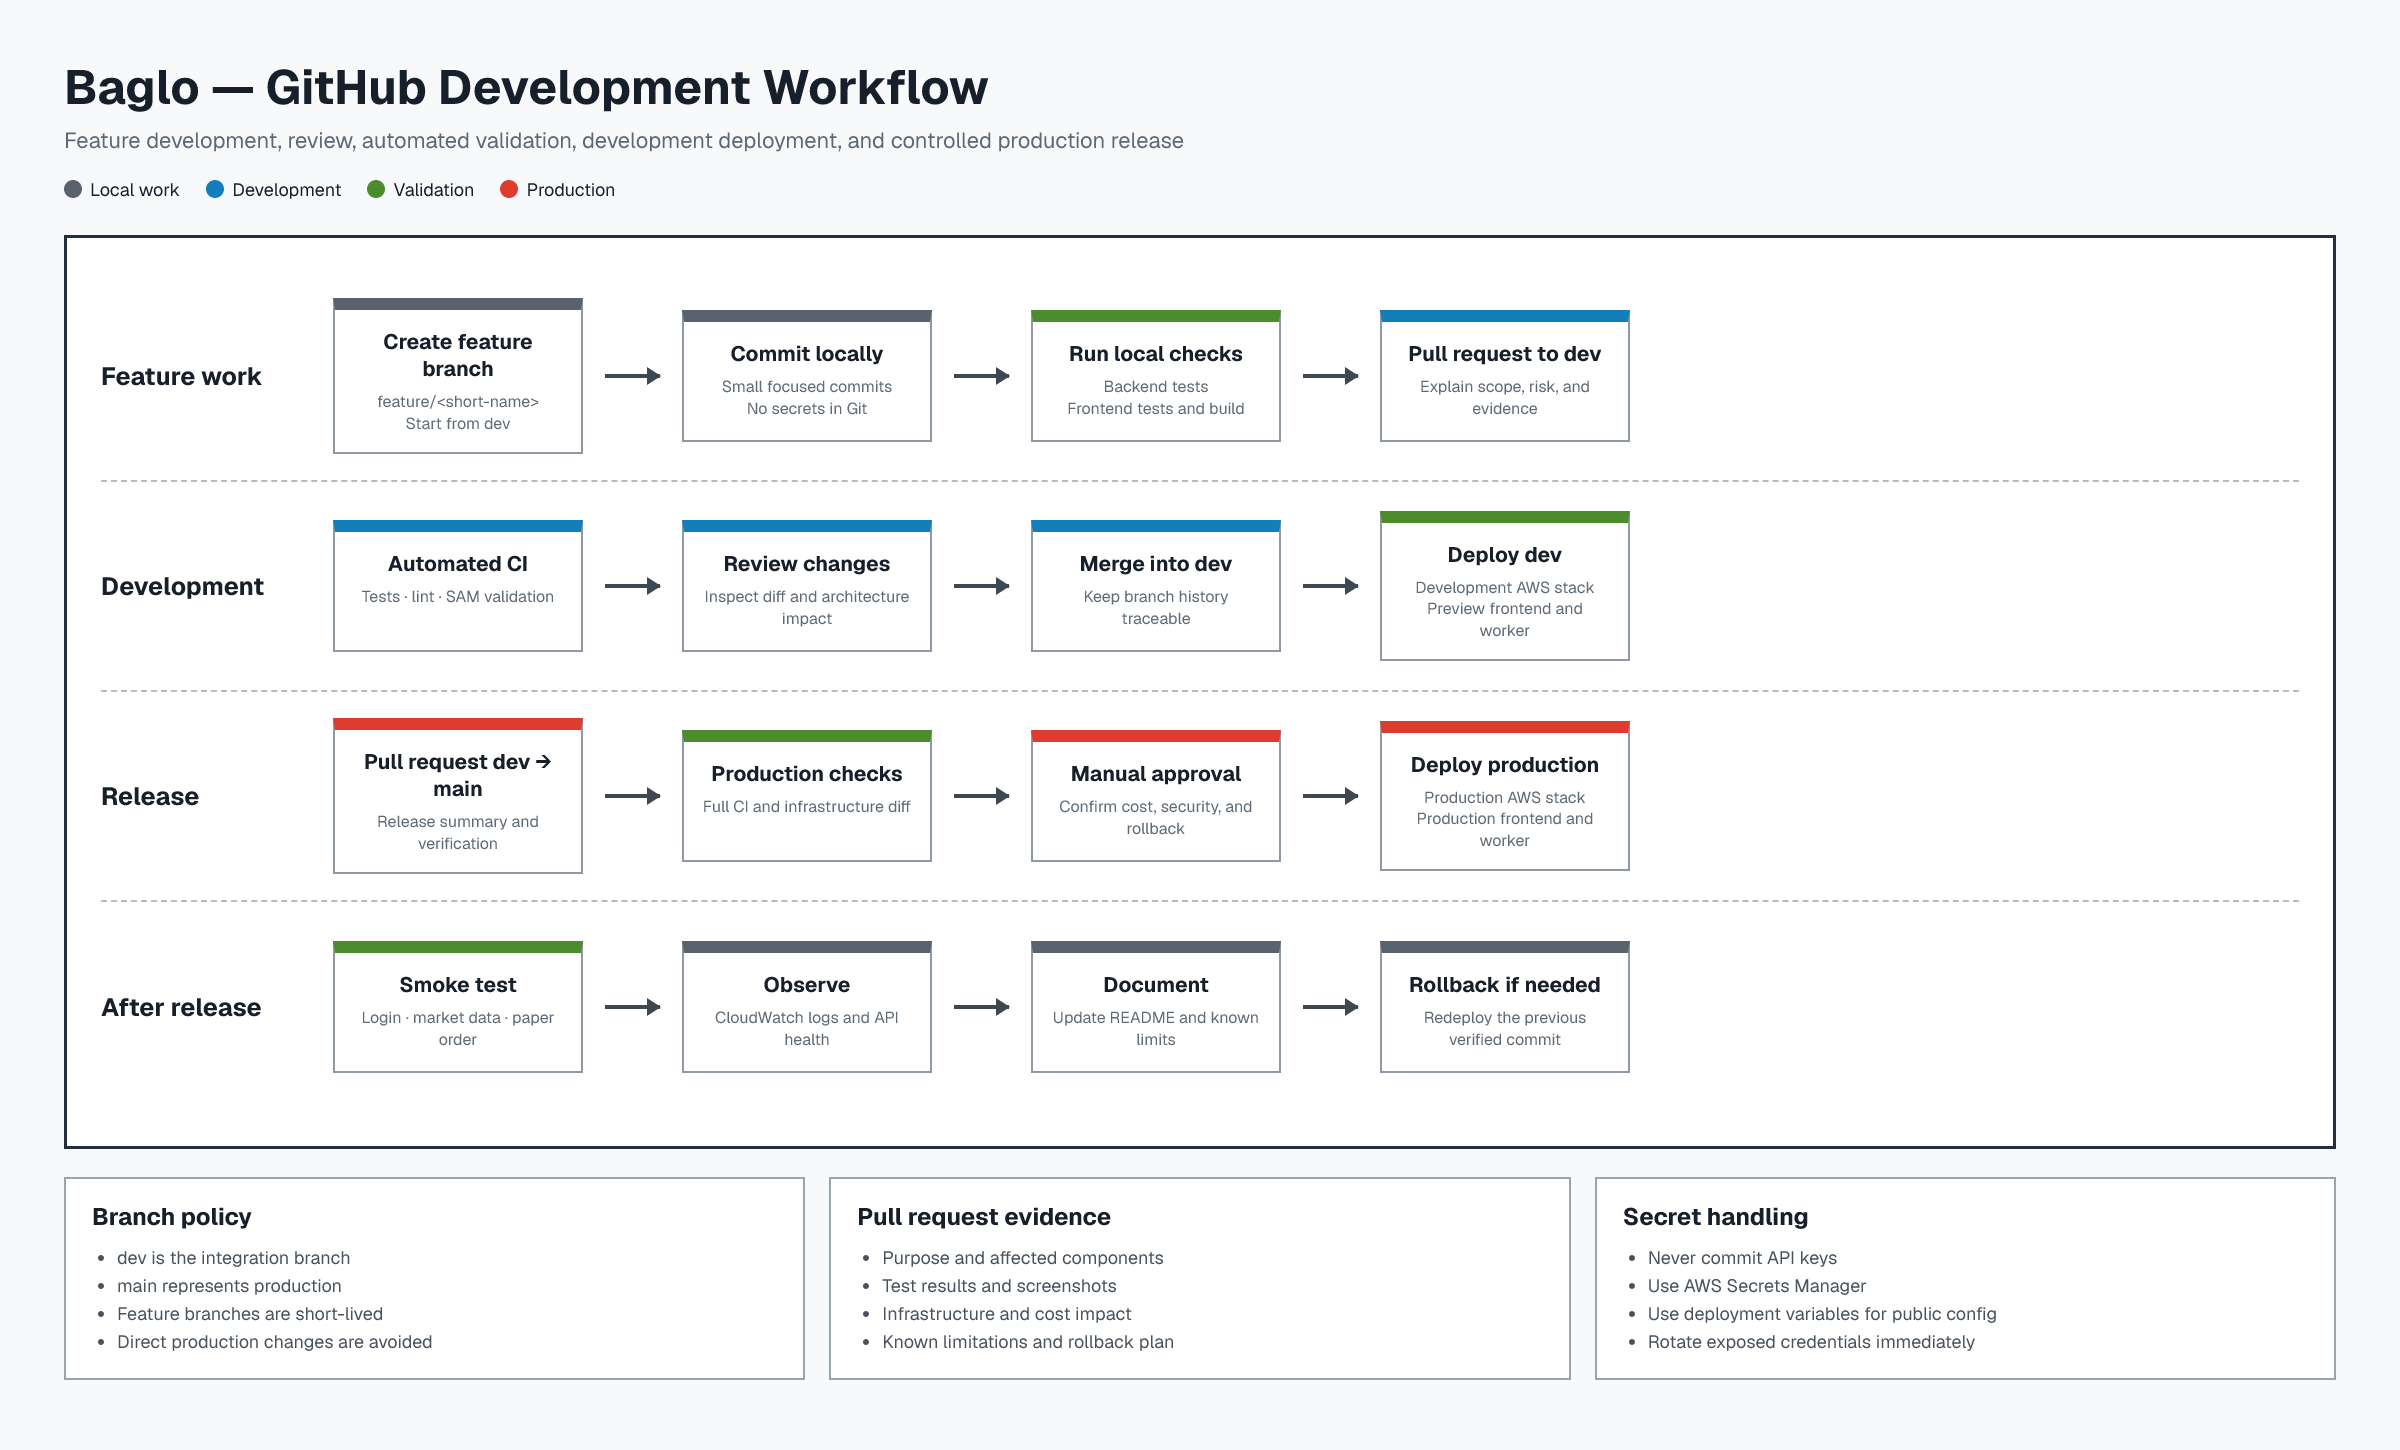 Baglo — GitHub Development Workflow
Feature development, review, automated validation, development deployment, and controlled production release
Local work
Development
Validation
Production
Feature work
Create feature
branch
feature/<short-name>
Start from dev
Commit locally
Small focused commits
No secrets in Git
Run local checks
Backend tests
Frontend tests and build
Pull request to dev
Explain scope, risk, and
evidence
Development
Automated CI
Tests · lint · SAM validation
Review changes
Inspect diff and architecture
impact
Merge into dev
Keep branch history
traceable
Deploy dev
Development AWS stack
Preview frontend and
worker
Release
Pull request dev →
main
Release summary and
verification
Production checks
Full CI and infrastructure diff
Manual approval
Confirm cost, security, and
rollback
Deploy production
Production AWS stack
Production frontend and
worker
After release
Smoke test
Login · market data · paper
order
Observe
CloudWatch logs and API
health
Document
Update README and known
limits
Rollback if needed
Redeploy the previous
verified commit
Branch policy
• dev is the integration branch
• main represents production
• Feature branches are short-lived
• Direct production changes are avoided
Pull request evidence
• Purpose and affected components
• Test results and screenshots
• Infrastructure and cost impact
• Known limitations and rollback plan
Secret handling
• Never commit API keys
• Use AWS Secrets Manager
• Use deployment variables for public config
• Rotate exposed credentials immediately